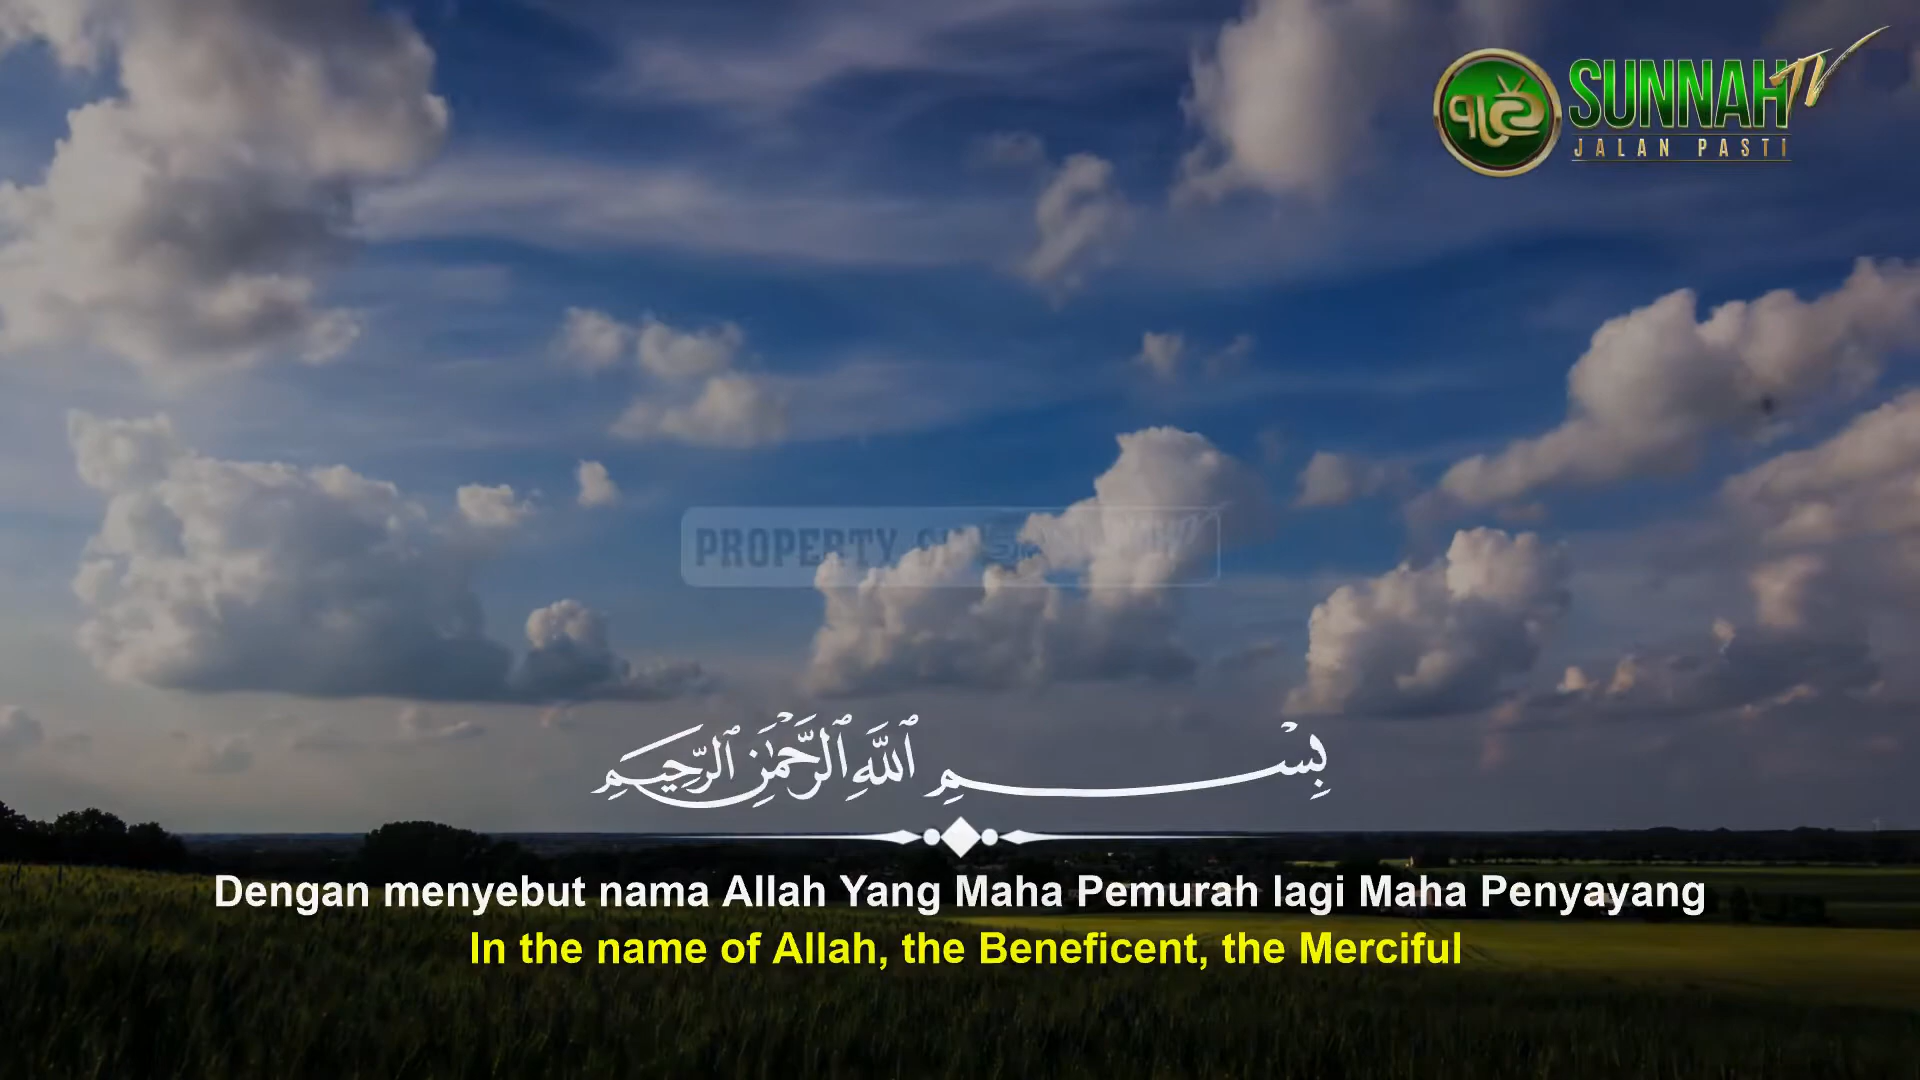 SUNNAH TV
JALAN PASTI
PROPERTY
بِسْمِ ٱللَّهِ ٱلرَّحْمَٰنِ ٱلرَّحِيمِ
Dengan menyebut nama Allah Yang Maha Pemurah lagi Maha Penyayang
In the name of Allah, the Beneficent, the Merciful